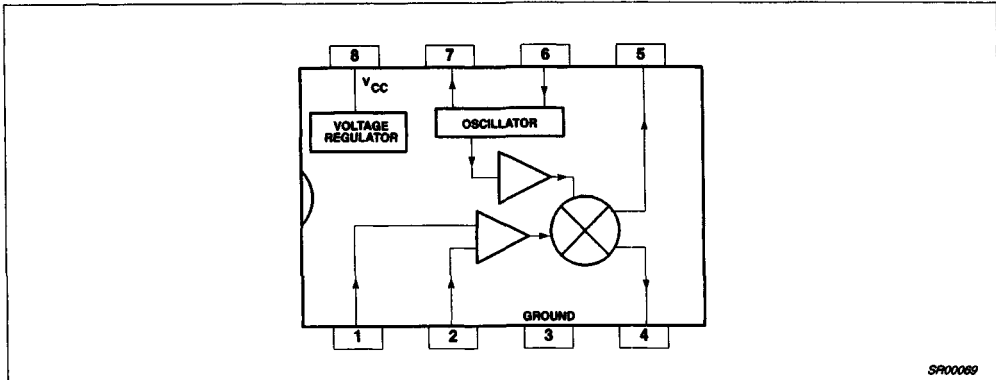 8 7 6 5
VCC
VOLTAGE
REGULATOR
OSCILLATOR
GROUND
1 2 3 4
SR00069